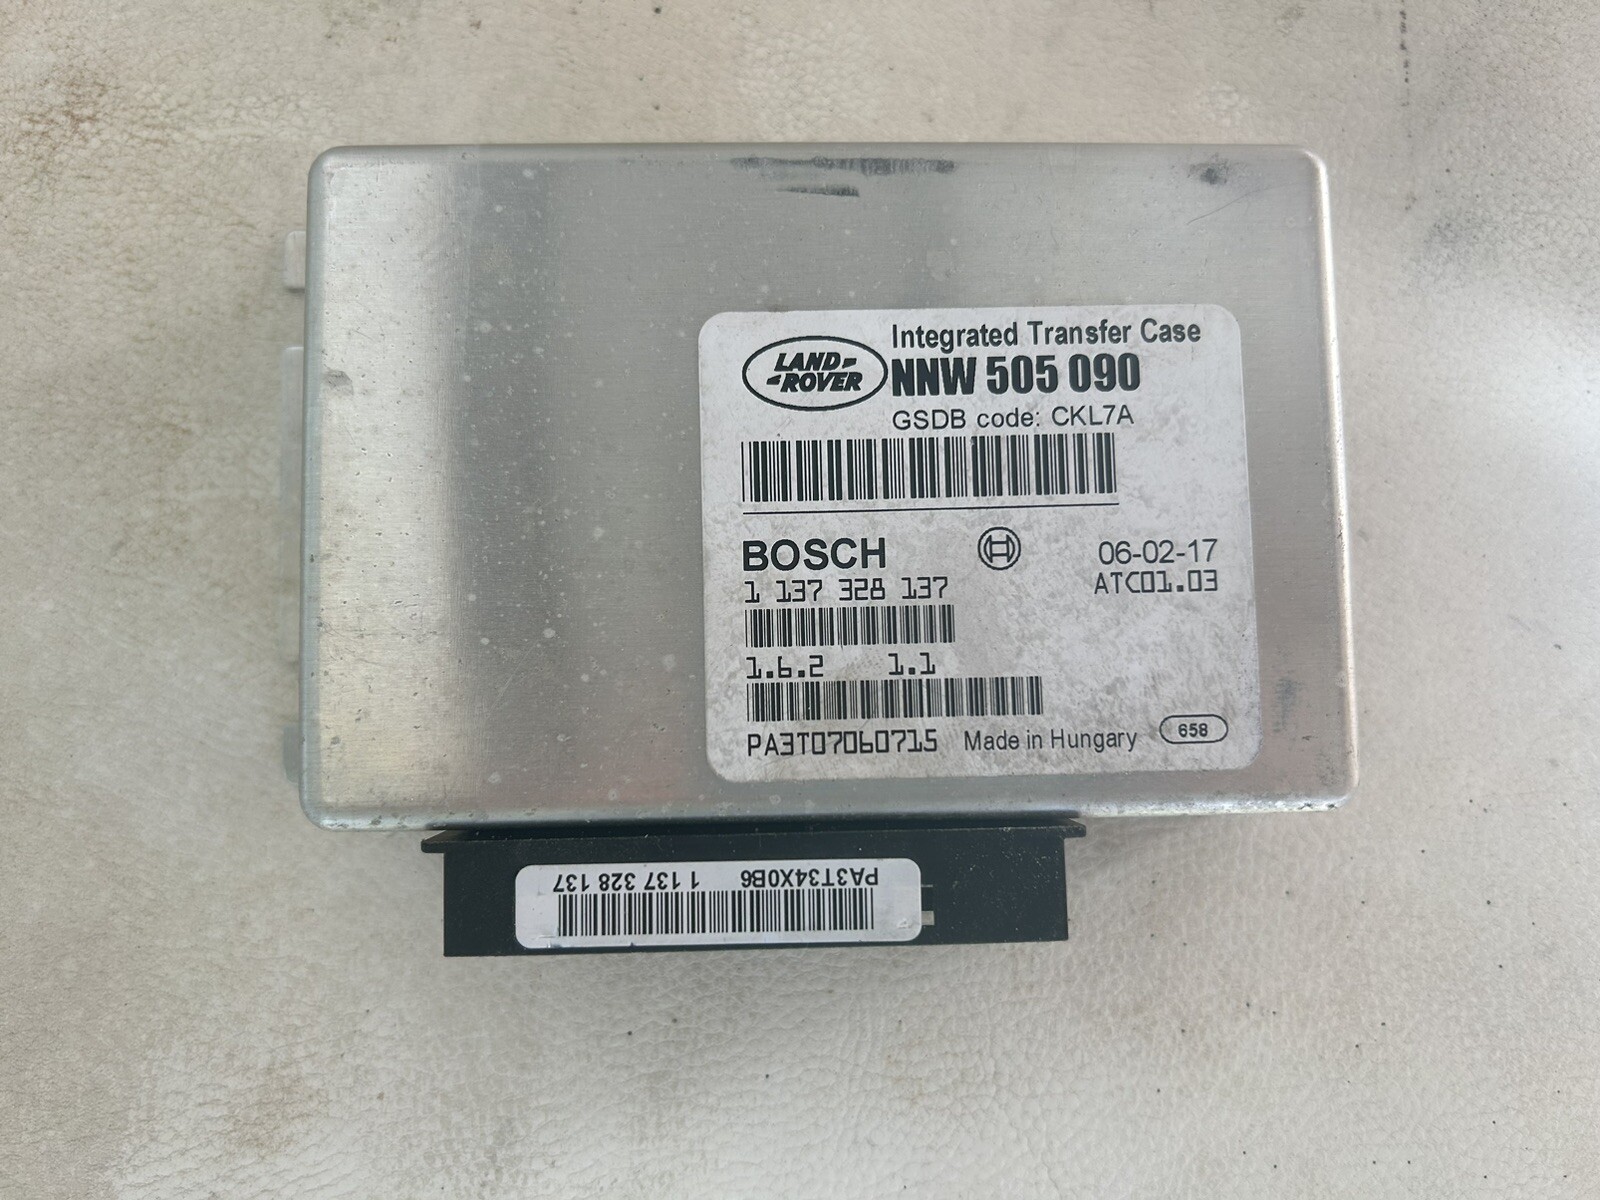 LAND-
-ROVER
Integrated Transfer Case
NNW 505 090
GSDB code: CKL7A
BOSCH
06-02-17
1 137 328 137
ATC01.03
1.6.2 1.1
PA3T07060715 Made in Hungary 658
PA3T34X0B6 1 137 328 137